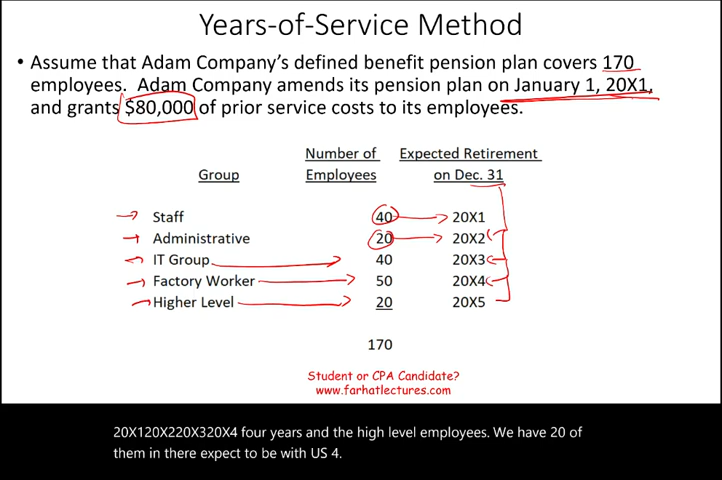 Years-of-Service Method
• Assume that Adam Company's defined benefit pension plan covers 170
employees. Adam Company amends its pension plan on January 1, 20X1,
and grants $80,000 of prior service costs to its employees.
Number of Expected Retirement
Group Employees on Dec. 31
Staff 40 20X1
Administrative 20 20X2
IT Group 40 20X3
Factory Worker 50 20X4
Higher Level 20 20X5
170
Student or CPA Candidate?
www.farhatlectures.com
20X120X220X320X4 four years and the high level employees. We have 20 of
them in there expect to be with US 4.